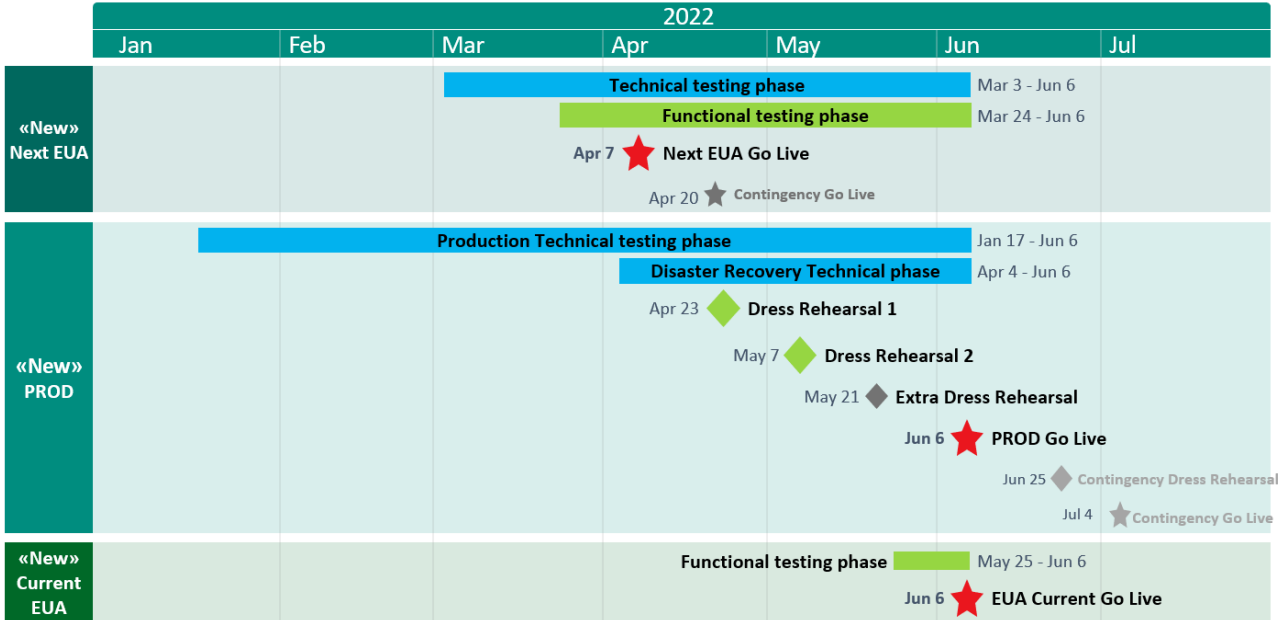 2022
Jan Feb Mar Apr May Jun Jul
«New»
Next EUA
Technical testing phase Mar 3 - Jun 6
Functional testing phase Mar 24 - Jun 6
Apr 7 Next EUA Go Live
Apr 20 Contingency Go Live
«New»
PROD
Production Technical testing phase Jan 17 - Jun 6
Disaster Recovery Technical phase Apr 4 - Jun 6
Apr 23 Dress Rehearsal 1
May 7 Dress Rehearsal 2
May 21 Extra Dress Rehearsal
Jun 6 PROD Go Live
Jun 25 Contingency Dress Rehearsal
Jul 4 Contingency Go Live
«New»
Current
EUA
Functional testing phase May 25 - Jun 6
Jun 6 EUA Current Go Live